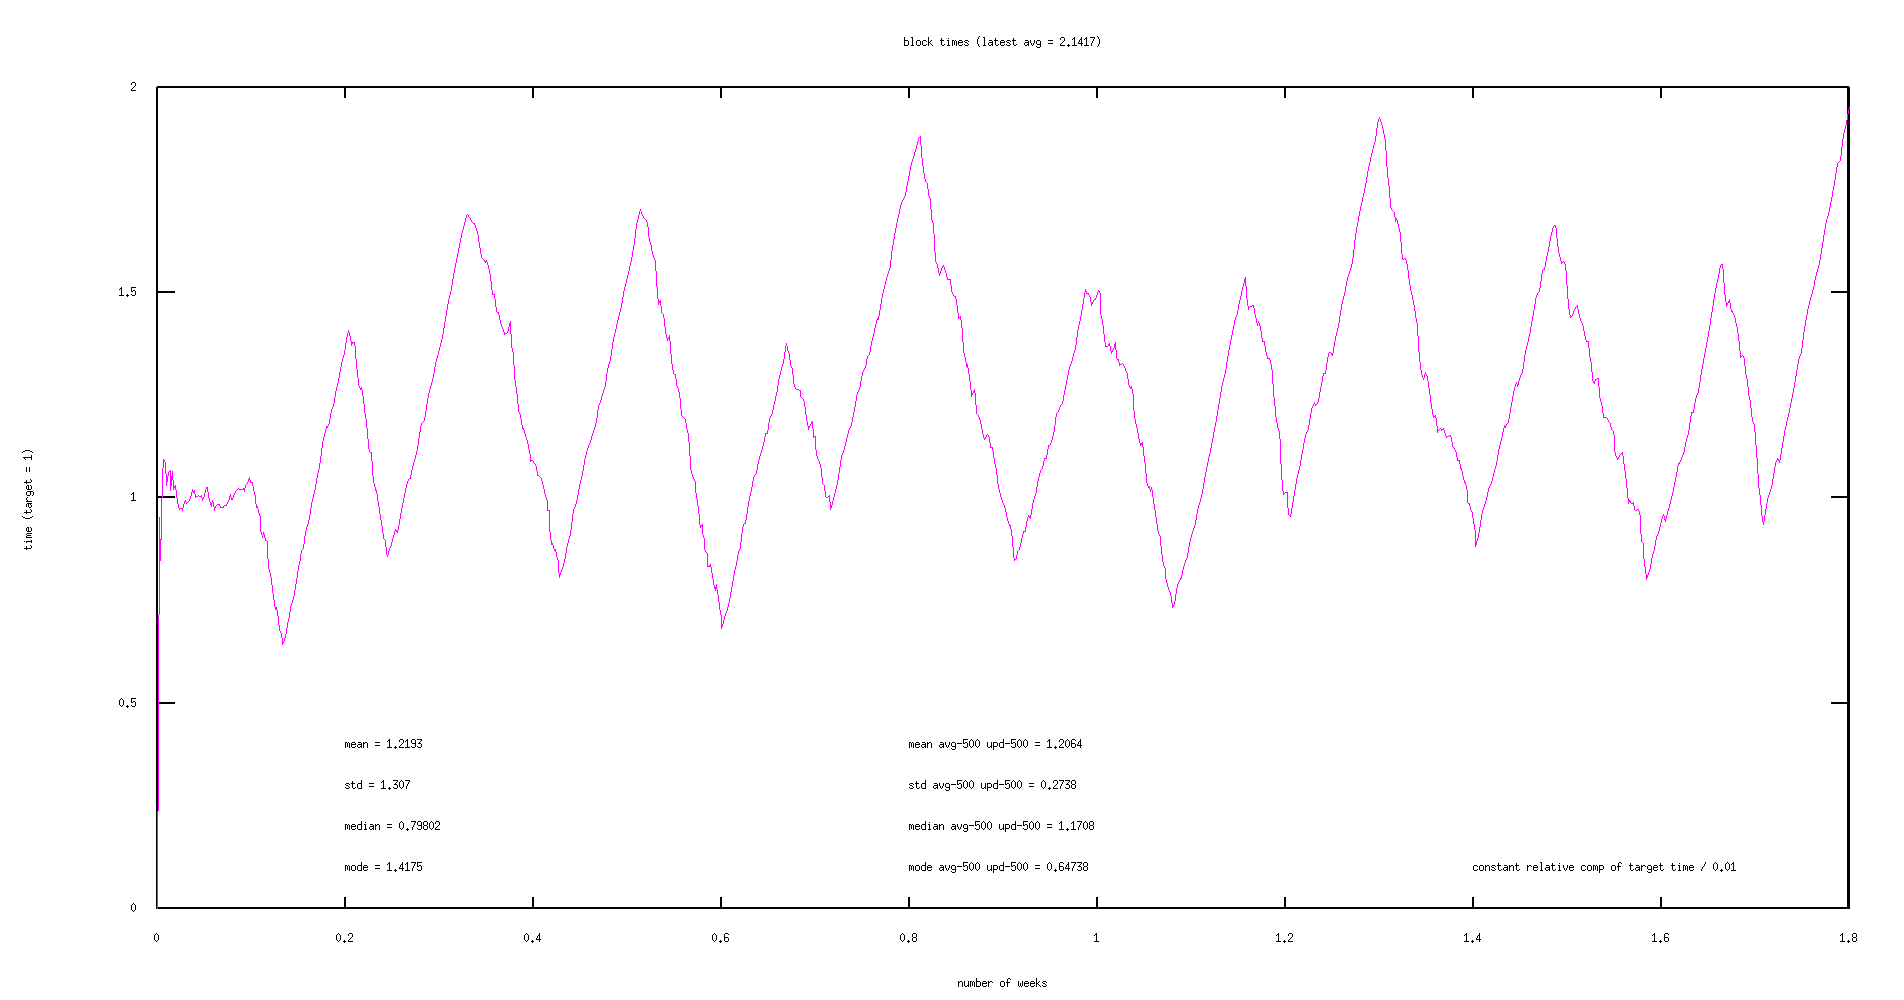 block times (latest avg = 2.1417)
2
1.5
1
0.5
0
time (target = 1)
mean = 1.2193
std = 1.307
median = 0.79802
mode = 1.4175
mean avg-500 upd-500 = 1.2064
std avg-500 upd-500 = 0.2738
median avg-500 upd-500 = 1.1708
mode avg-500 upd-500 = 0.64738
constant relative comp of target time / 0.01
0 0.2 0.4 0.6 0.8 1 1.2 1.4 1.6 1.8
number of weeks